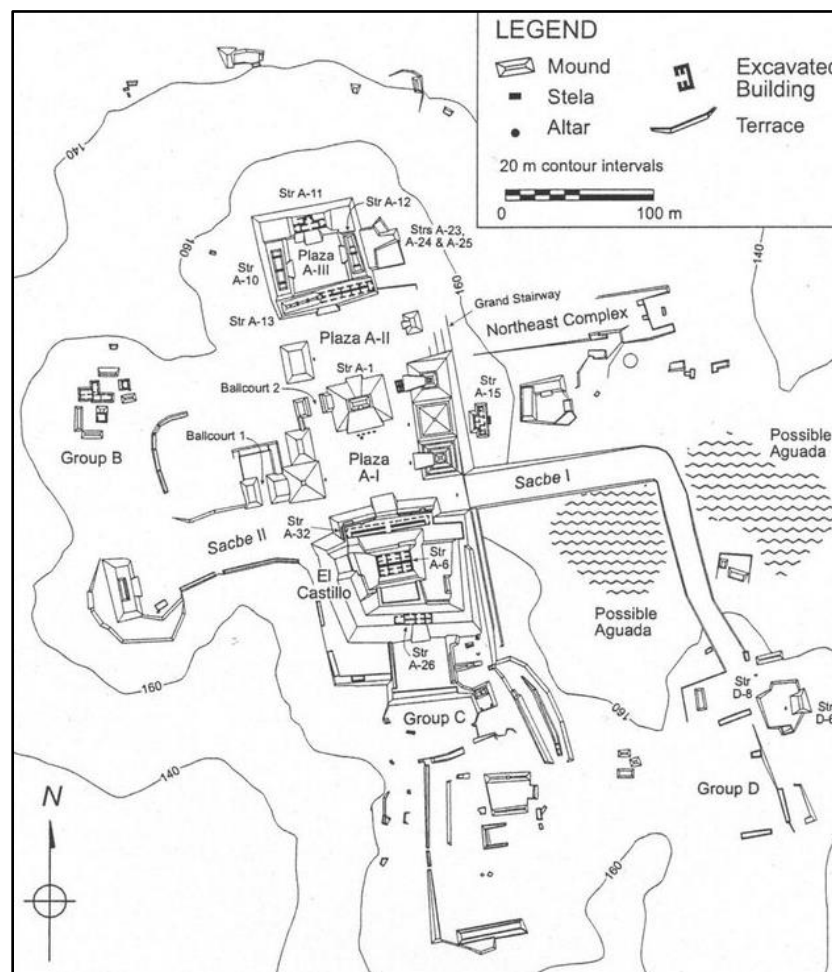 LEGEND
Mound
Stela
Altar
Excavated
Building
Terrace
20 m contour intervals
0 100 m
140
140
160
160
140
Str A-11
Str A-12
Strs A-23,
A-24 & A-25
Plaza
A-III
Str
A-10
Str A-13
Grand Stairway
Northeast Complex
Plaza A-II
Str A-1
Ballcourt 2
Str
A-15
Ballcourt 1
Group B
Plaza
A-I
Possible
Aguada
Sacbe I
Sacbe II
Str
A-32
Str
A-6
El
Castillo
Possible
Aguada
Str
A-26
160
Group C
160
Str
D-8
Str
D-6
Group D
140
160
N